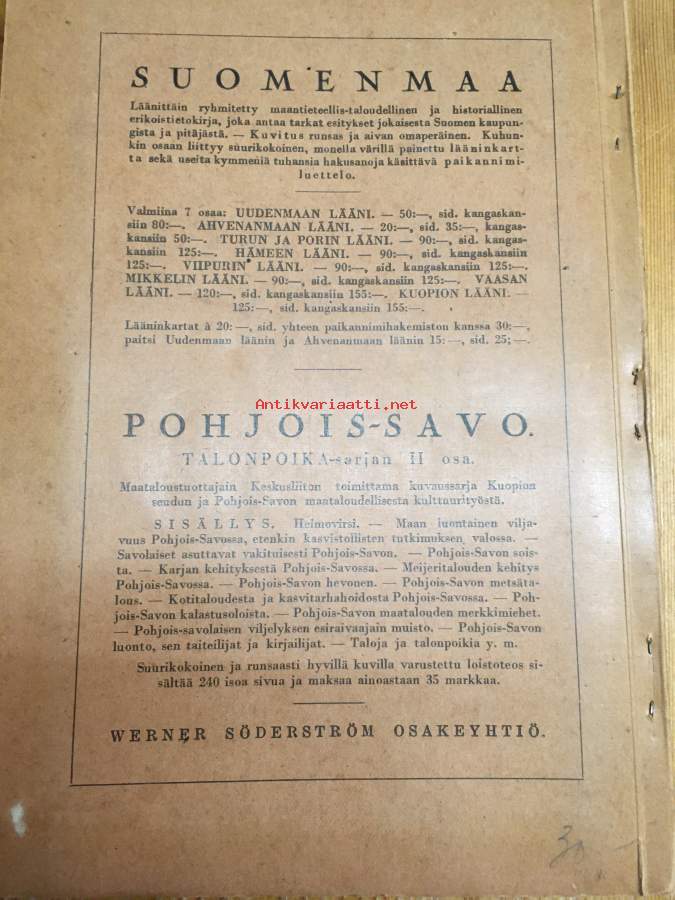 SUOMENMAA
Läänittäin ryhmitetty maantieteellis-taloudellinen ja historiallinen
erikoistietokirja, joka antaa tarkat esitykset jokaisesta Suomen kaupun-
gista ja pitäjästä. — Kuvitus runsas ja aivan omaperäinen. Kuhun-
kin osaan liittyy suurikokoinen, monella värillä painettu lääninkart-
ta sekä useita kymmeniä tuhansia hakusanoja käsittävä paikannimi-
luettelo.
Valmiina 7 osaa: UUDENMAAN LÄÄNI. — 50:—, sid. kangaskan-
siin 80:—. AHVENANMAAN LÄÄNI. — 20:—, sid. 35:—, kangas-
kansiin 50:—. TURUN JA PORIN LÄÄNI. — 90:—, sid. kangas-
kansiin 125:—. HÄMEEN LÄÄNI. — 90:—, sid. kangaskansiin
125:—. VIIPURIN LÄÄNI. — 90:—, sid. kangaskansiin 125:—.
MIKKELIN LÄÄNI. — 90:—, sid. kangaskansiin 125:—. VAASAN
LÄÄNI. — 120:—, sid. kangaskansiin 155:—. KUOPION LÄÄNI. —
125:—, sid. kangaskansiin 155:—.
Lääninkartat à 20:—, sid. yhteen paikannimihakemiston kanssa 30:—,
paitsi Uudenmaan läänin ja Ahvenanmaan läänin 15:—, sid. 25;—.
Antikvariaatti.net
POHJOIS-SAVO.
TALONPOIKA-sarjan II osa.
Maataloustuottajain Keskusliiton toimittama kuvaussarja Kuopion
seudun ja Pohjois-Savon maataloudellisesta kulttuurityöstä.
SISÄLLYS. Heimovirsi. — Maan luontainen vilja-
vuus Pohjois-Savossa, etenkin kasvistollisten tutkimuksen valossa. —
Savolaiset asuttavat vakituisesti Pohjois-Savon. — Pohjois-Savon sois-
ta. — Karjan kehityksestä Pohjois-Savossa. — Meijeritalouden kehitys
Pohjois-Savossa. — Pohjois-Savon hevonen. — Pohjois-Savon metsäta-
lous. — Kotitaloudesta ja kasvitarhahoidosta Pohjois-Savossa. — Poh-
jois-Savon kalastusoloista. — Pohjois-Savon maatalouden merkkimiehet.
— Pohjois-savolaisen viljelyksen esiraivaajain muisto. — Pohjois-Savon
luonto, sen taiteilijat ja kirjailijat. — Taloja ja talonpoikia y. m.
Suurikokoinen ja runsaasti hyvillä kuvilla varustettu loistoteos si-
sältää 240 isoa sivua ja maksaa ainoastaan 35 markkaa.
WERNER SÖDERSTRÖM OSAKEYHTIÖ.
30 —